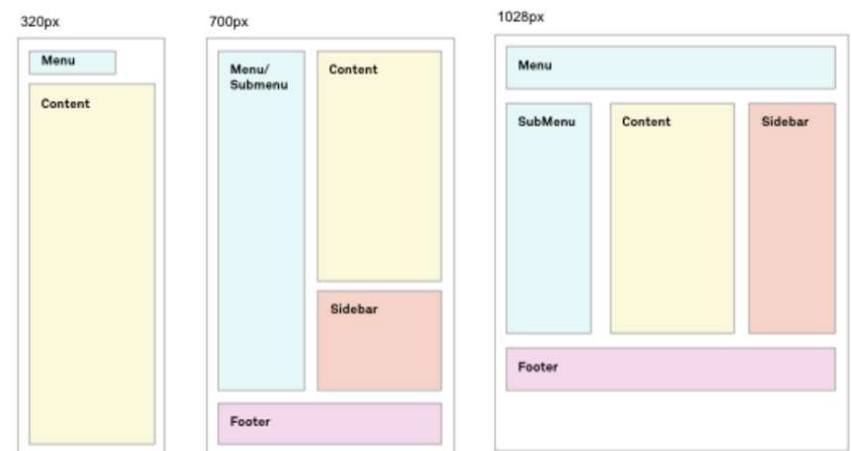 320px
Menu
Content
700px
Menu/
Submenu
Content
Sidebar
Footer
1028px
Menu
SubMenu
Content
Sidebar
Footer